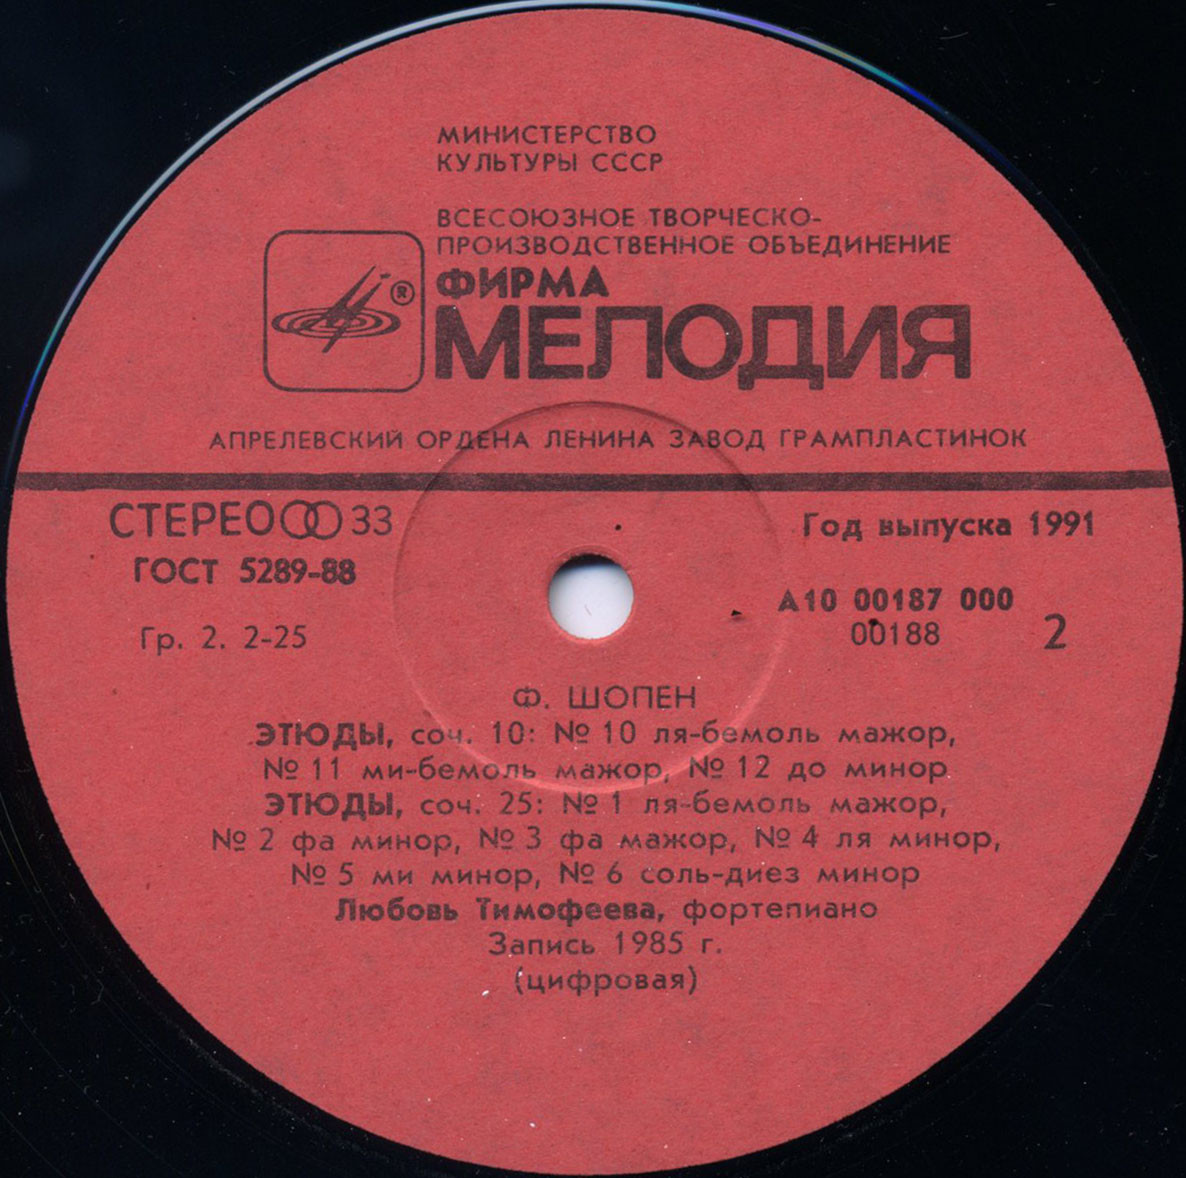 МИНИСТЕРСТВО
КУЛЬТУРЫ СССР
ВСЕСОЮЗНОЕ ТВОРЧЕСКО-
ПРОИЗВОДСТВЕННОЕ ОБЪЕДИНЕНИЕ
ФИРМА
®
МЕЛОДИЯ
АПРЕЛЕВСКИЙ ОРДЕНА ЛЕНИНА ЗАВОД ГРАМПЛАСТИНОК
СТЕРЕО 33
Год выпуска 1991
ГОСТ 5289-88
А10 00187 000
Гр. 2. 2-25
00188
2
Ф. ШОПЕН
ЭТЮДЫ, соч. 10: № 10 ля-бемоль мажор,
№ 11 ми-бемоль мажор, № 12 до минор
ЭТЮДЫ, соч. 25: № 1 ля-бемоль мажор,
№ 2 фа минор, № 3 фа мажор, № 4 ля минор,
№ 5 ми минор, № 6 соль-диез минор
Любовь Тимофеева, фортепиано
Запись 1985 г.
(цифровая)